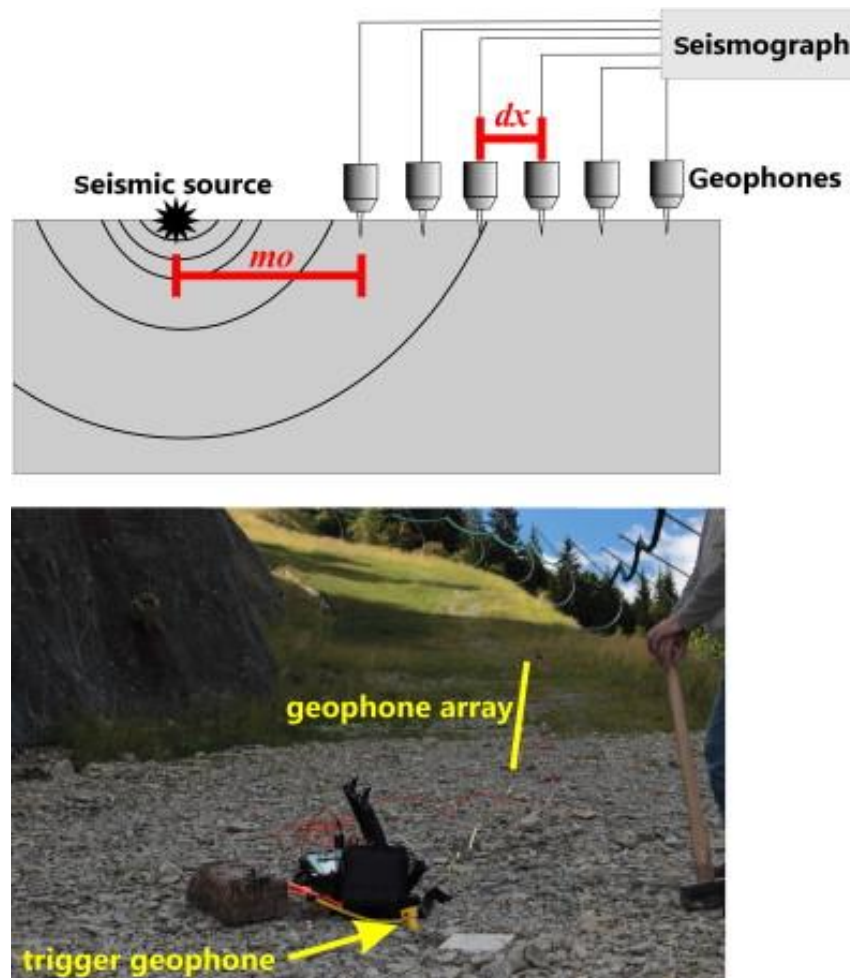 Seismograph
dx
Seismic source
Geophones
mo
geophone array
trigger geophone